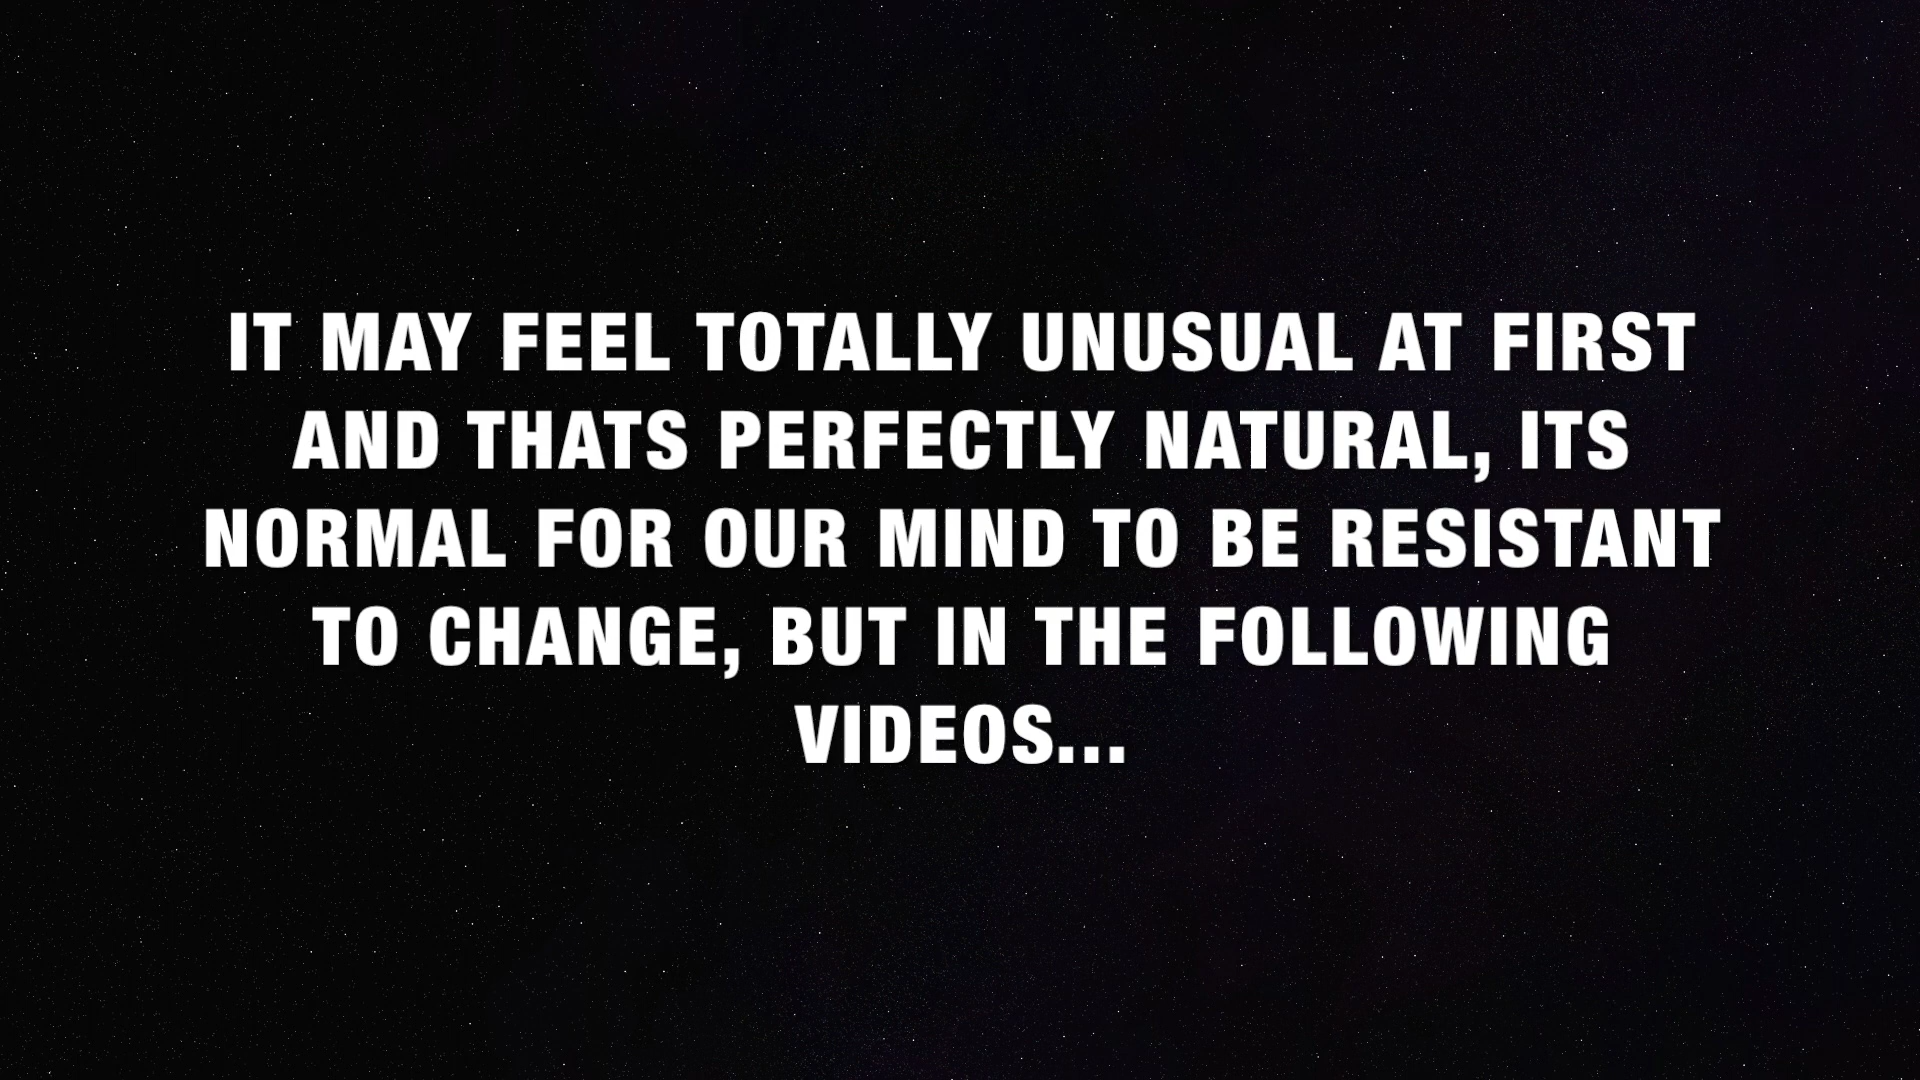 IT MAY FEEL TOTALLY UNUSUAL AT FIRST
AND THATS PERFECTLY NATURAL, ITS
NORMAL FOR OUR MIND TO BE RESISTANT
TO CHANGE, BUT IN THE FOLLOWING
VIDEOS...